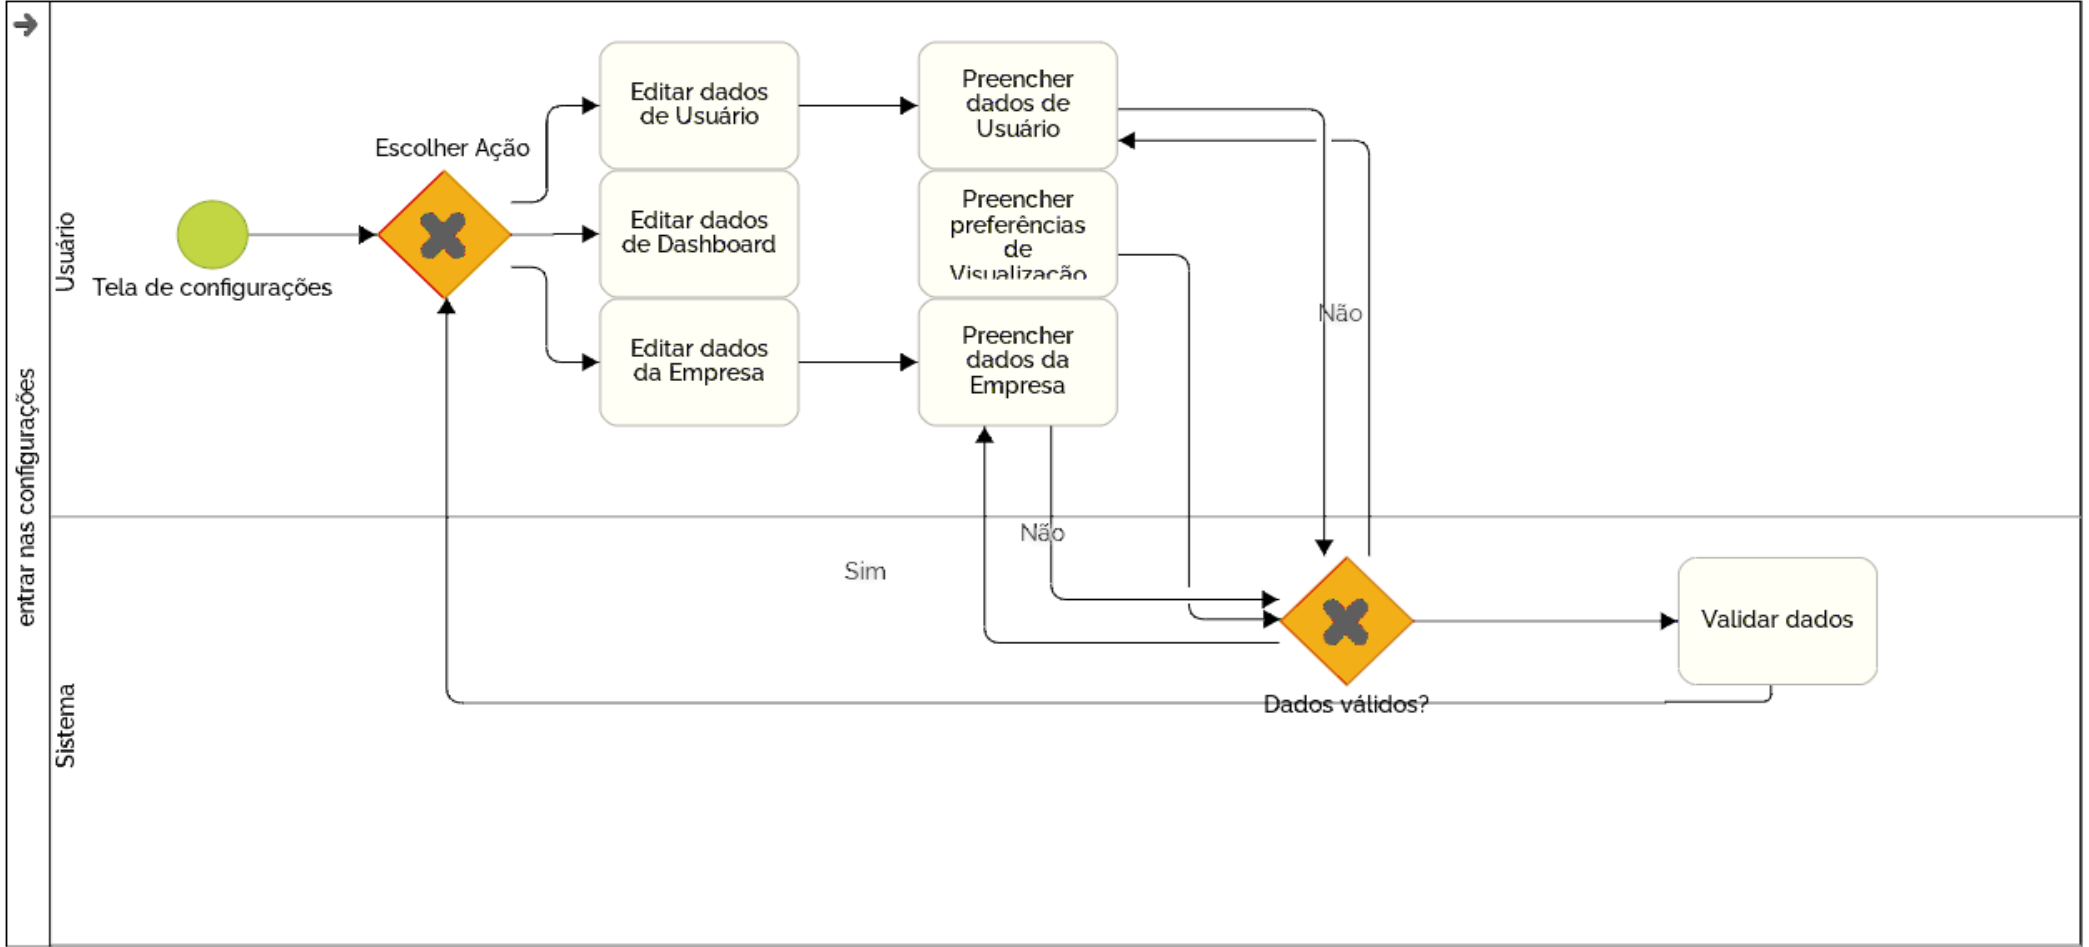 entrar nas configurações
Usuário
Tela de configurações
Escolher Ação
Editar dados
de Usuário
Preencher
dados de
Usuário
Editar dados
de Dashboard
Preencher
preferências
de
Visualização
Editar dados
da Empresa
Preencher
dados da
Empresa
Não
Sistema
Não
Sim
Dados válidos?
Validar dados